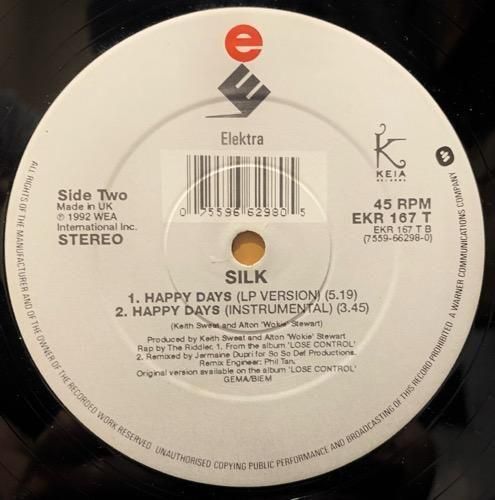 e
Elektra
K
KEIA
RECORDS
Side Two
Made in UK
℗ 1992 WEA
International Inc.
STEREO
0 75596 62980 5
45 RPM
EKR 167 T
EKR 167 T B
(7559-66298-0)
SILK
1. HAPPY DAYS (LP VERSION) (5.19)
2. HAPPY DAYS (INSTRUMENTAL) (3.45)
(Keith Sweat and Alton 'Wokie' Stewart)
Produced by Keith Sweat and Alton 'Wokie' Stewart
Rap by The Riddler. 1. From the album 'LOSE CONTROL'
2. Remixed by Jermaine Dupri for So So Def Productions.
Remix Engineer: Phil Tan.
Original version available on the album 'LOSE CONTROL'
GEMA/BIEM
ALL RIGHTS OF THE MANUFACTURER AND OF THE OWNER OF THE RECORDED WORK RESERVED UNAUTHORISED COPYING PUBLIC PERFORMANCE AND BROADCASTING OF THIS RECORD PROHIBITED A WARNER COMMUNICATIONS COMPANY